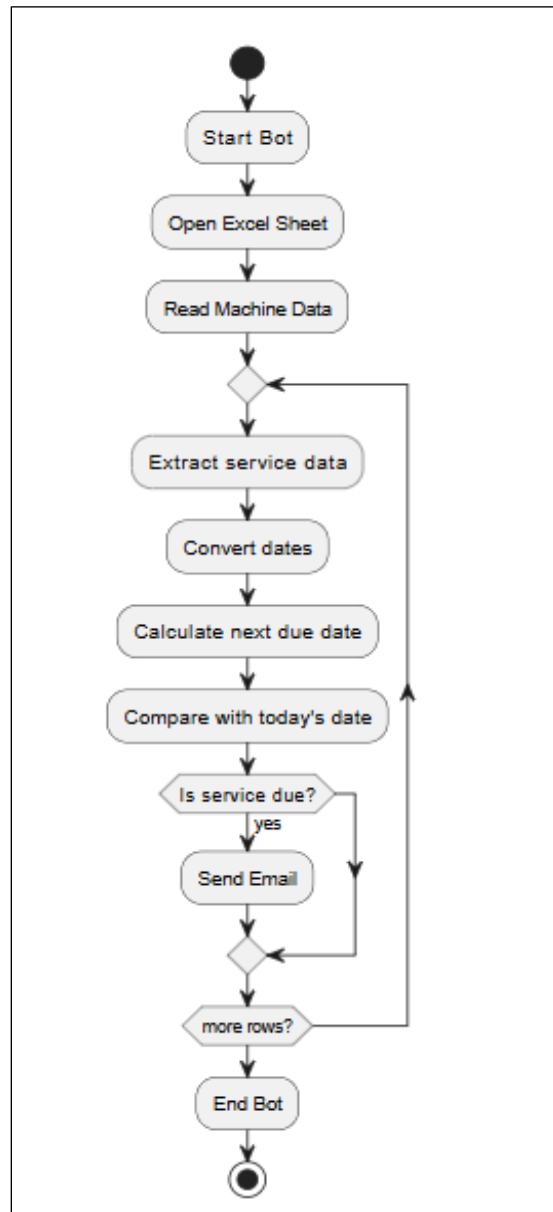 Start Bot
Open Excel Sheet
Read Machine Data
Extract service data
Convert dates
Calculate next due date
Compare with today's date
Is service due?
yes
Send Email
more rows?
End Bot